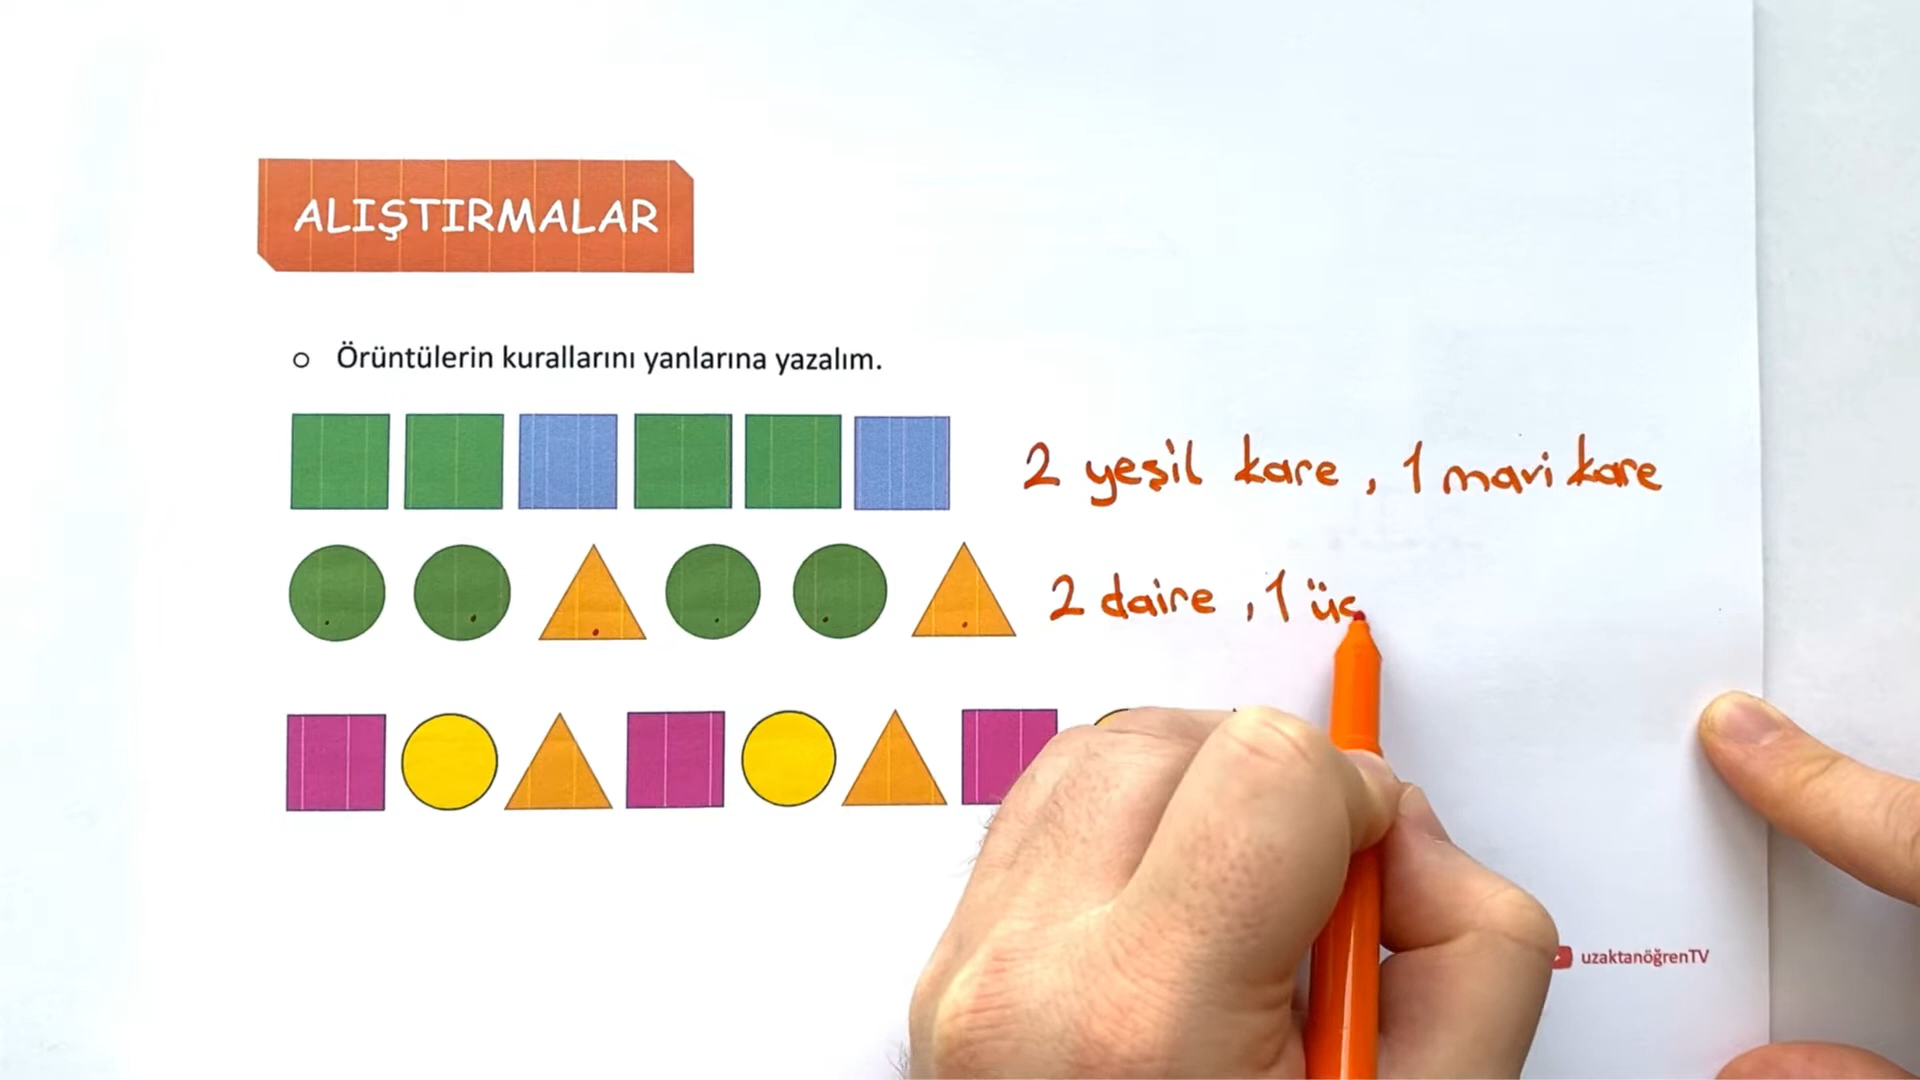 ALIŞTIRMALAR
Örüntülerin kurallarını yanlarına yazalım.
2 yeşil kare, 1 mavi kare
2 daire, 1 üç
uzaktanöğrenTV